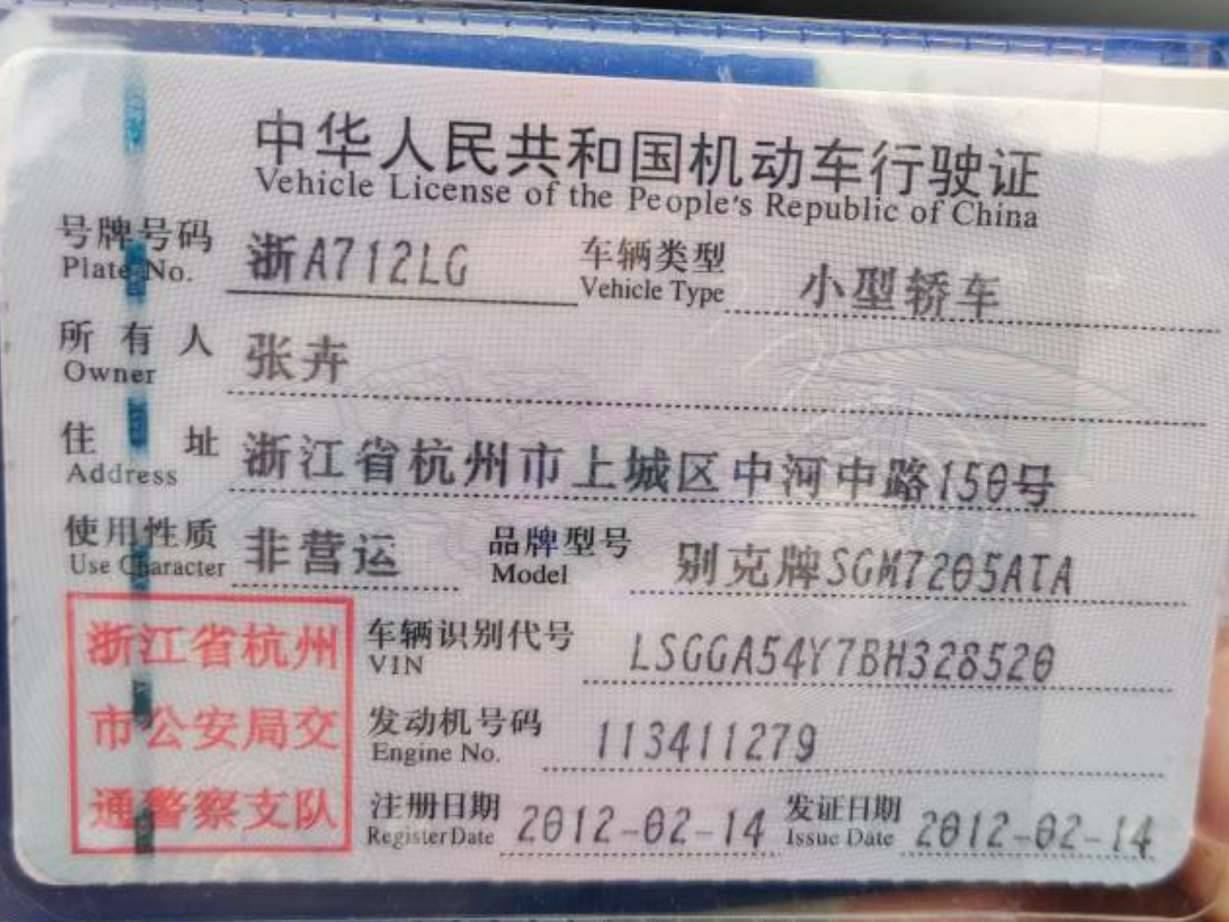 中华人民共和国机动车行驶证
Vehicle License of the People's Republic of China
号牌号码 浙A712LG 车辆类型 小型轿车
Plate No. Vehicle Type
所有人 张卉
Owner
住址 浙江省杭州市上城区中河中路150号
Address
使用性质 非营运 品牌型号 别克牌SGM7205ATA
Use Character Model
浙江省杭州 车辆识别代号 LSGGA54Y7BH328520
VIN
市公安局交 发动机号码 113411279
Engine No.
通警察支队 注册日期 2012-02-14 发证日期 2012-02-14
Register Date Issue Date